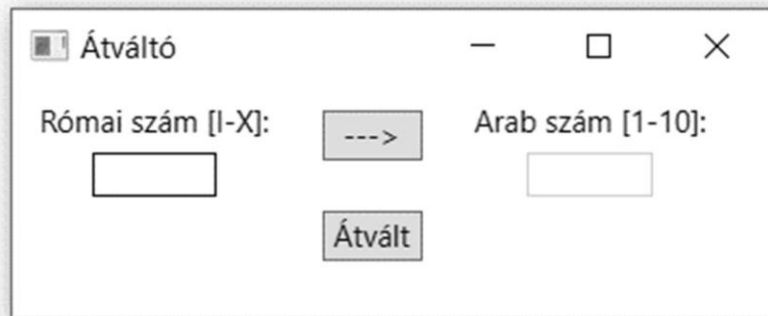 Átváltó
Római szám [I-X]:
--->
Arab szám [1-10]:
Átvált